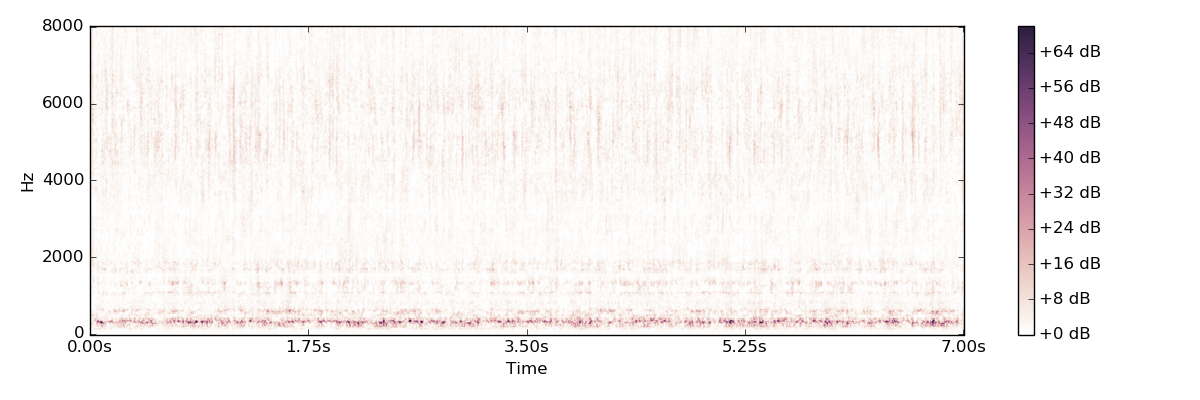 8000
6000
4000
2000
0
Hz
0.00s 1.75s 3.50s 5.25s 7.00s
Time
+64 dB
+56 dB
+48 dB
+40 dB
+32 dB
+24 dB
+16 dB
+8 dB
+0 dB